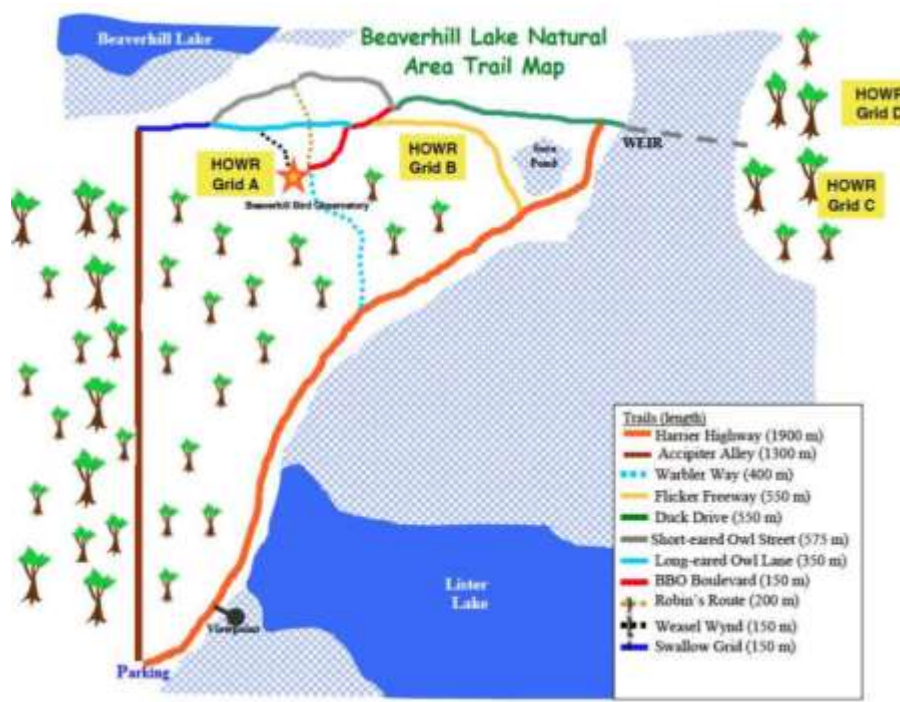 Beaverhill Lake
Beaverhill Lake Natural
Area Trail Map
HOWR
Grid D
WEIR
HOWR
Grid A
HOWR
Grid B
Pond
HOWR
Grid C
Beaverhill Bird Observatory
Trails (length)
Harrier Highway (1900 m)
Accipiter Alley (1300 m)
Warbler Way (400 m)
Flicker Freeway (550 m)
Duck Drive (550 m)
Short-eared Owl Street (575 m)
Long-eared Owl Lane (350 m)
BBO Boulevard (150 m)
Robin's Route (200 m)
Weasel Wynd (150 m)
Swallow Grid (150 m)
Lister
Lake
Viewpoint
Parking